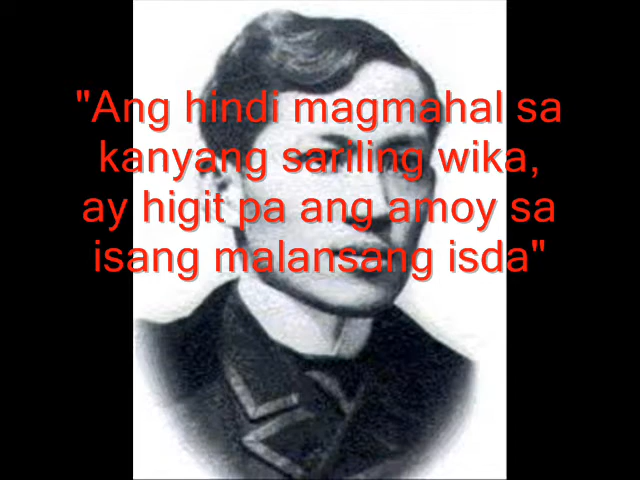 "Ang hindi magmahal sa
kanyang sariling wika,
ay higit pa ang amoy sa
isang malansang isda"